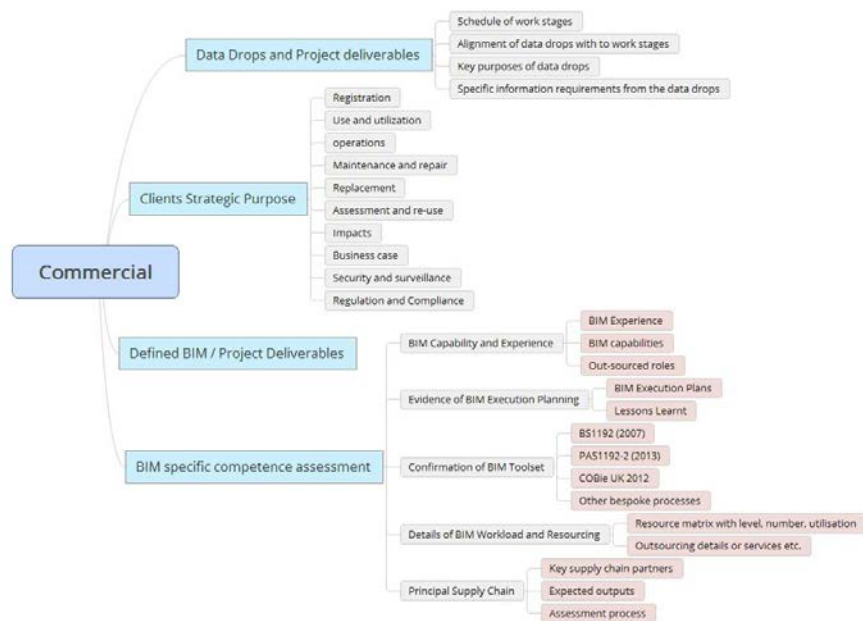 Commercial
Data Drops and Project deliverables
Schedule of work stages
Alignment of data drops with to work stages
Key purposes of data drops
Specific information requirements from the data drops
Clients Strategic Purpose
Registration
Use and utilization
operations
Maintenance and repair
Replacement
Assessment and re-use
Impacts
Business case
Security and surveillance
Regulation and Compliance
Defined BIM / Project Deliverables
BIM specific competence assessment
BIM Capability and Experience
BIM Experience
BIM capabilities
Out-sourced roles
Evidence of BIM Execution Planning
BIM Execution Plans
Lessons Learnt
Confirmation of BIM Toolset
BS1192 (2007)
PAS1192-2 (2013)
COBie UK 2012
Other bespoke processes
Details of BIM Workload and Resourcing
Resource matrix with level, number, utilisation
Outsourcing details or services etc.
Principal Supply Chain
Key supply chain partners
Expected outputs
Assessment process